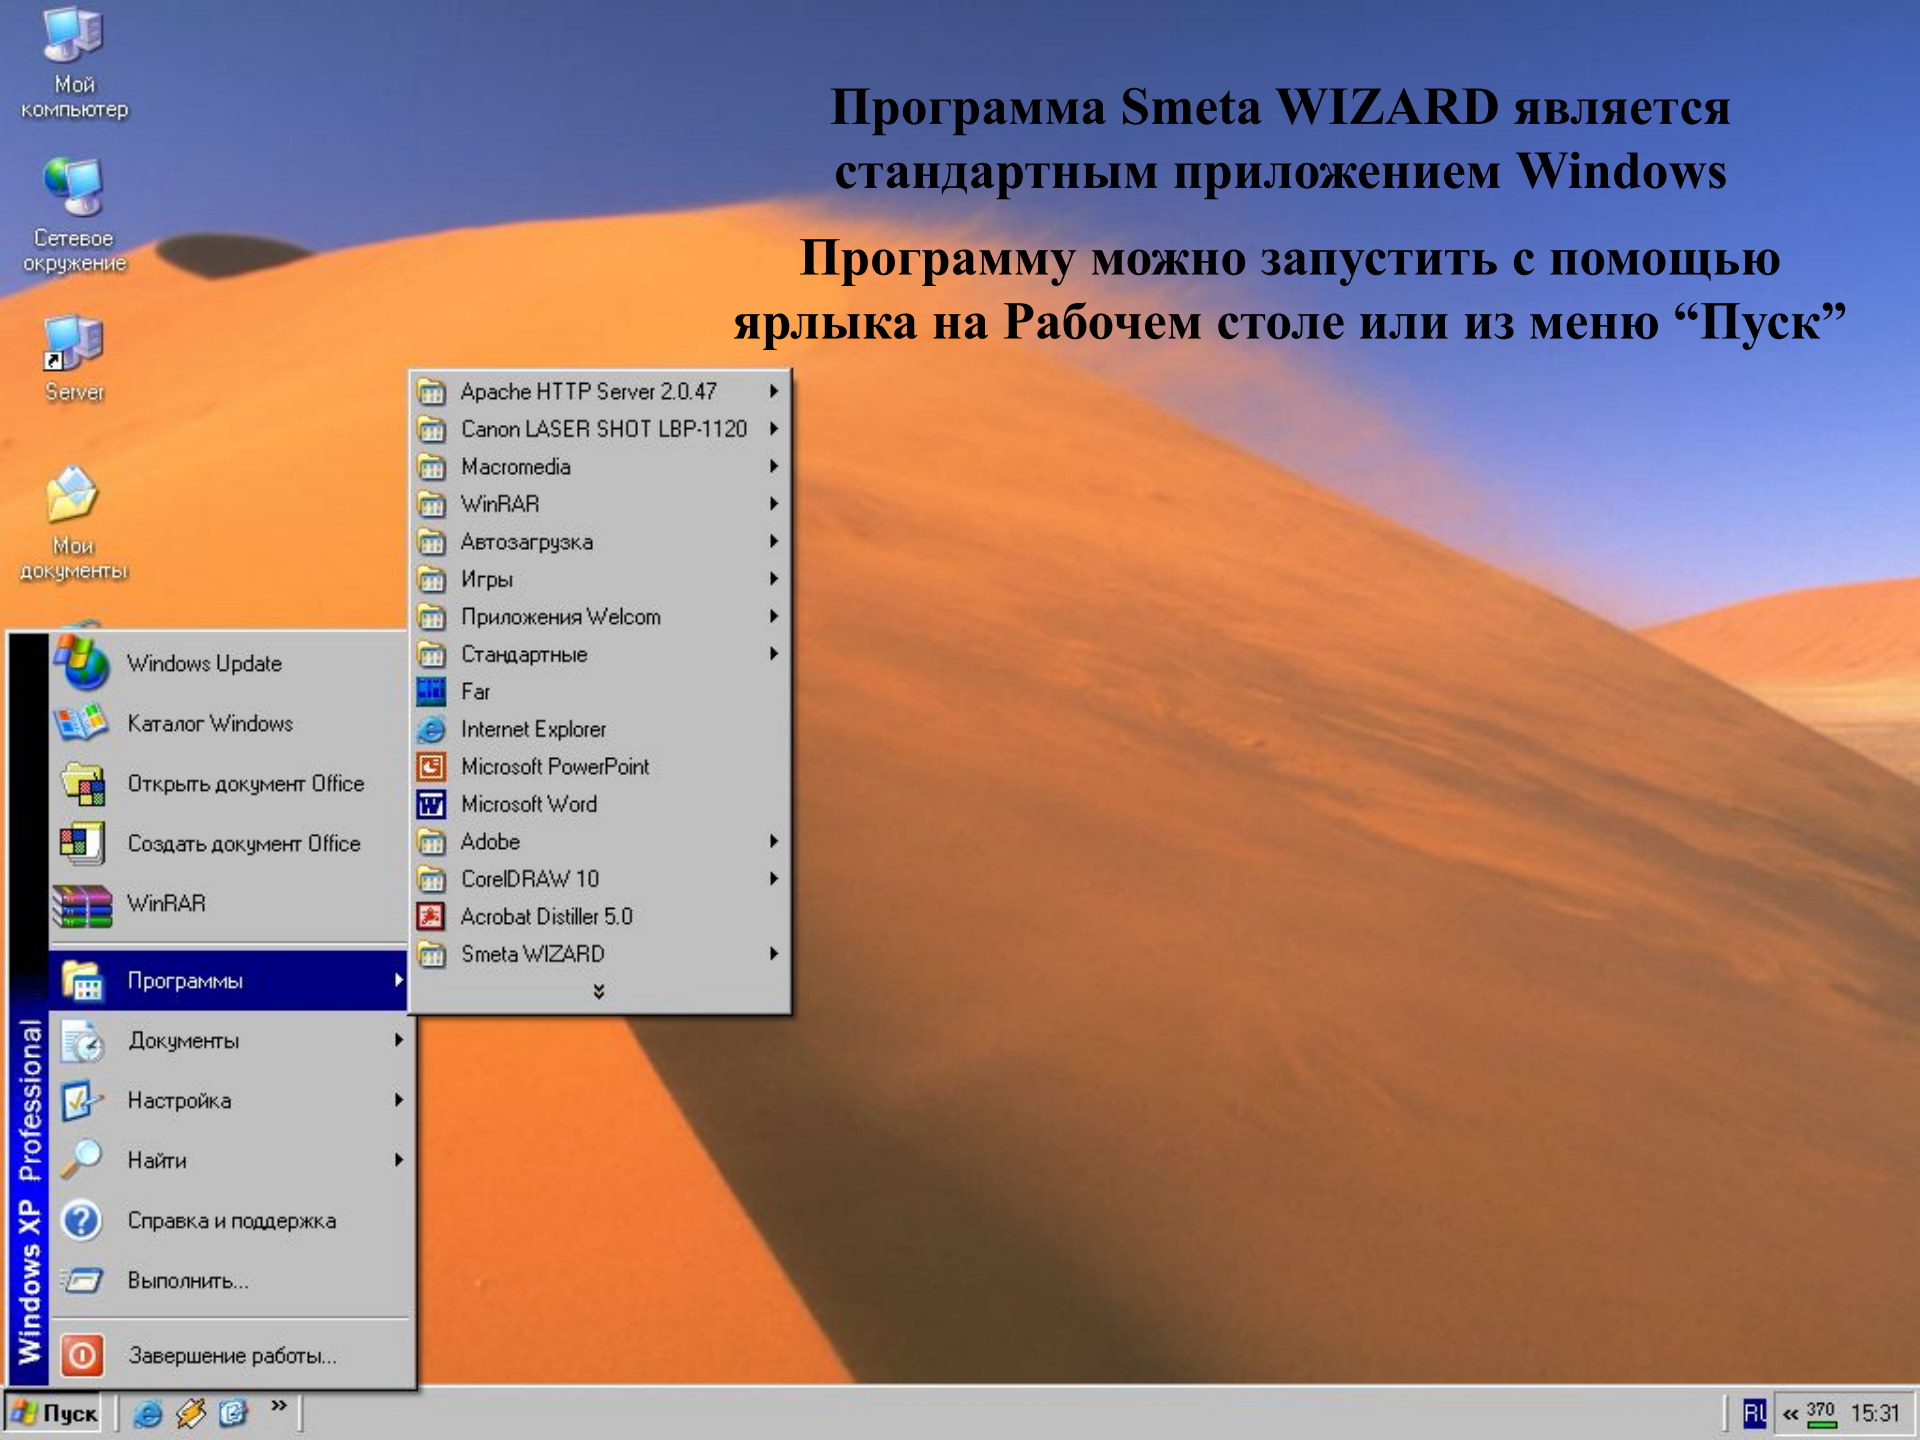 Мой
компьютер
Сетевое
окружение
Server
Мои
документы
Программа Smeta WIZARD является
стандартным приложением Windows
Программу можно запустить с помощью
ярлыка на Рабочем столе или из меню “Пуск”
Apache HTTP Server 2.0.47
Canon LASER SHOT LBP-1120
Macromedia
WinRAR
Автозагрузка
Игры
Приложения Welcom
Стандартные
Far
Internet Explorer
Microsoft PowerPoint
Microsoft Word
Adobe
CorelDRAW 10
Acrobat Distiller 5.0
Smeta WIZARD
Windows Update
Каталог Windows
Открыть документ Office
Создать документ Office
WinRAR
Программы
Документы
Настройка
Найти
Справка и поддержка
Выполнить...
Завершение работы...
Windows XP Professional
Пуск
RU
370
15:31